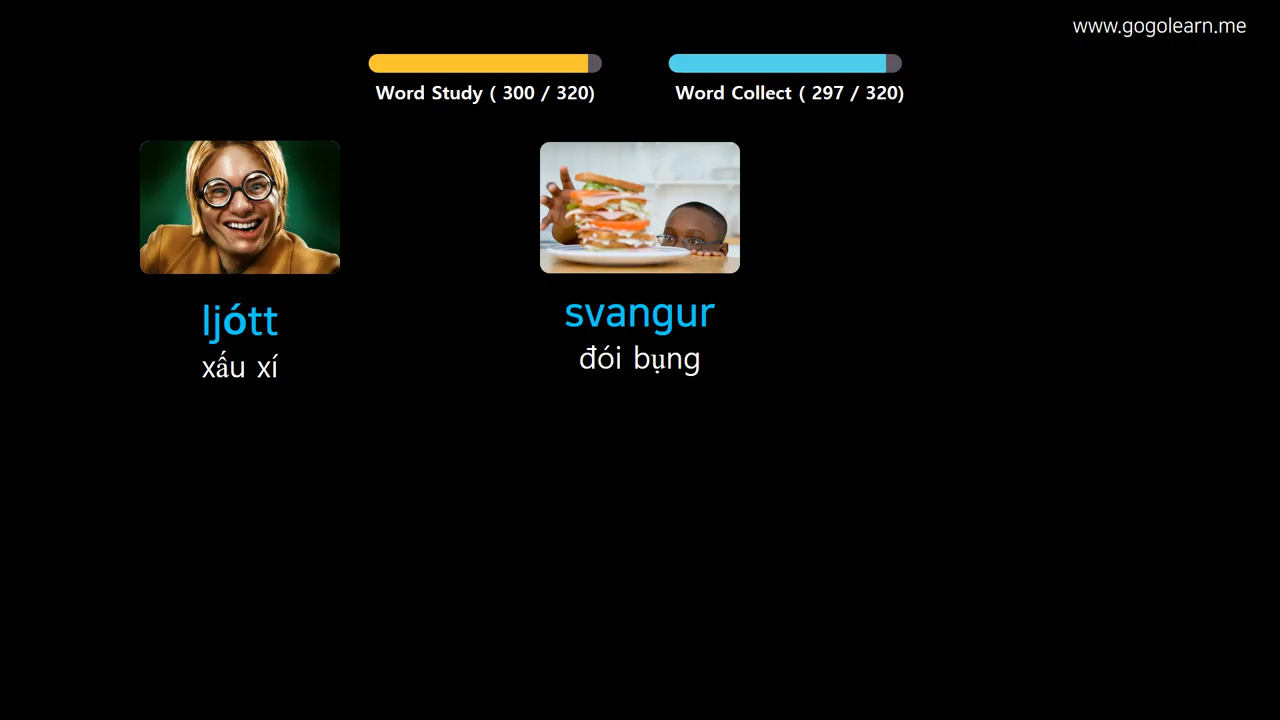 www.gogolearn.me
Word Study ( 300 / 320)
Word Collect ( 297 / 320)
ljótt
xấu xí
svangur
đói bụng